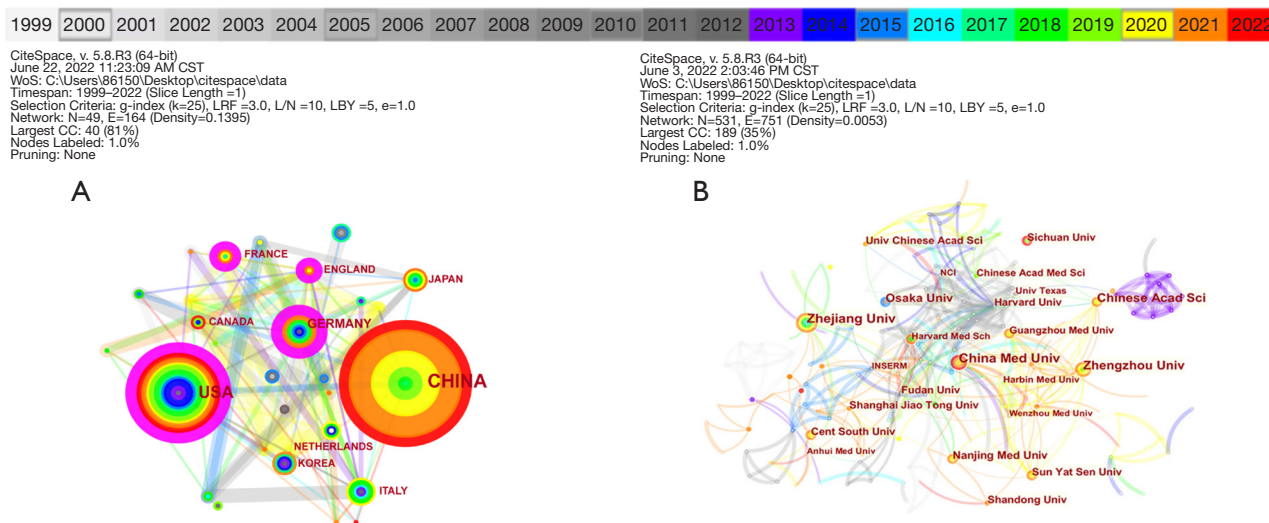 1999 2000 2001 2002 2003 2004 2005 2006 2007 2008 2009 2010 2011 2012 2013 2014 2015 2016 2017 2018 2019 2020 2021 2022
CiteSpace, v. 5.8.R3 (64-bit)
June 22, 2022 11:23:09 AM CST
WoS: C:\Users\86150\Desktop\citespace\data
Timespan: 1999–2022 (Slice Length =1)
Selection Criteria: g-index (k=25), LRF =3.0, L/N =10, LBY =5, e=1.0
Network: N=49, E=164 (Density=0.1395)
Largest CC: 40 (81%)
Nodes Labeled: 1.0%
Pruning: None
CiteSpace, v. 5.8.R3 (64-bit)
June 3, 2022 2:03:46 PM CST
WoS: C:\Users\86150\Desktop\citespace\data
Timespan: 1999–2022 (Slice Length =1)
Selection Criteria: g-index (k=25), LRF =3.0, L/N =10, LBY =5, e=1.0
Network: N=531, E=751 (Density=0.0053)
Largest CC: 189 (35%)
Nodes Labeled: 1.0%
Pruning: None
A
FRANCE
ENGLAND
JAPAN
CANADA
GERMANY
USA
CHINA
NETHERLANDS
KOREA
ITALY
B
Univ Chinese Acad Sci
Sichuan Univ
NCI
Chinese Acad Med Sci
Univ Texas
Osaka Univ
Harvard Univ
Chinese Acad Sci
Zhejiang Univ
Guangzhou Med Univ
Harvard Med Sch
China Med Univ
Zhengzhou Univ
INSERM
Harbin Med Univ
Fudan Univ
Shanghai Jiao Tong Univ
Wenzhou Med Univ
Cent South Univ
Anhui Med Univ
Nanjing Med Univ
Sun Yat Sen Univ
Shandong Univ